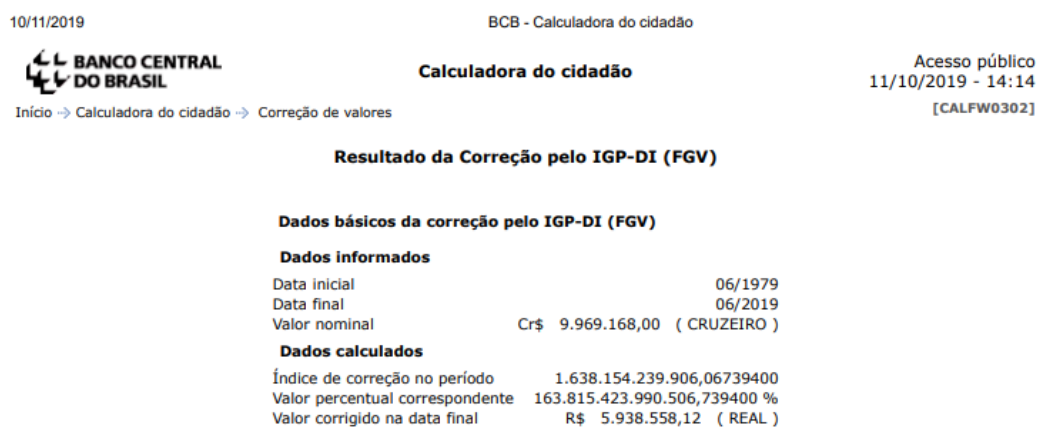 10/11/2019 BCB - Calculadora do cidadão
BANCO CENTRAL
DO BRASIL
Calculadora do cidadão
Acesso público
11/10/2019 - 14:14
Início → Calculadora do cidadão → Correção de valores
[CALFW0302]
Resultado da Correção pelo IGP-DI (FGV)
Dados básicos da correção pelo IGP-DI (FGV)
Dados informados
Data inicial 06/1979
Data final 06/2019
Valor nominal Cr$ 9.969.168,00 ( CRUZEIRO )
Dados calculados
Índice de correção no período 1.638.154.239.906,06739400
Valor percentual correspondente 163.815.423.990.506,739400 %
Valor corrigido na data final R$ 5.938.558,12 ( REAL )